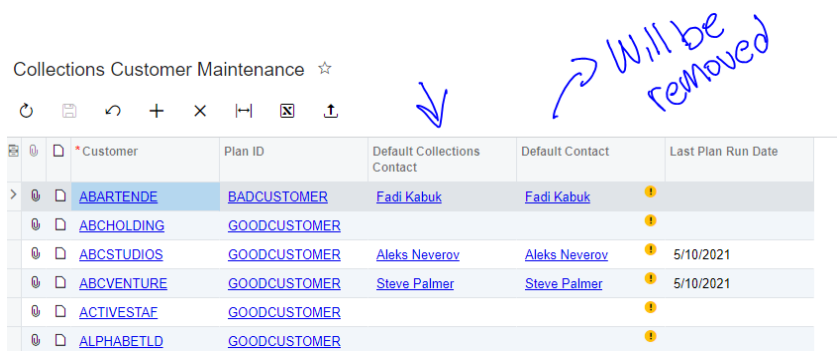 Will be
removed
Collections Customer Maintenance
* Customer Plan ID Default Collections Contact Default Contact Last Plan Run Date
ABARTENDE BADCUSTOMER Fadi Kabuk Fadi Kabuk
ABCHOLDING GOODCUSTOMER
ABCSTUDIOS GOODCUSTOMER Aleks Neverov Aleks Neverov 5/10/2021
ABCVENTURE GOODCUSTOMER Steve Palmer Steve Palmer 5/10/2021
ACTIVESTAF GOODCUSTOMER
ALPHABETLD GOODCUSTOMER